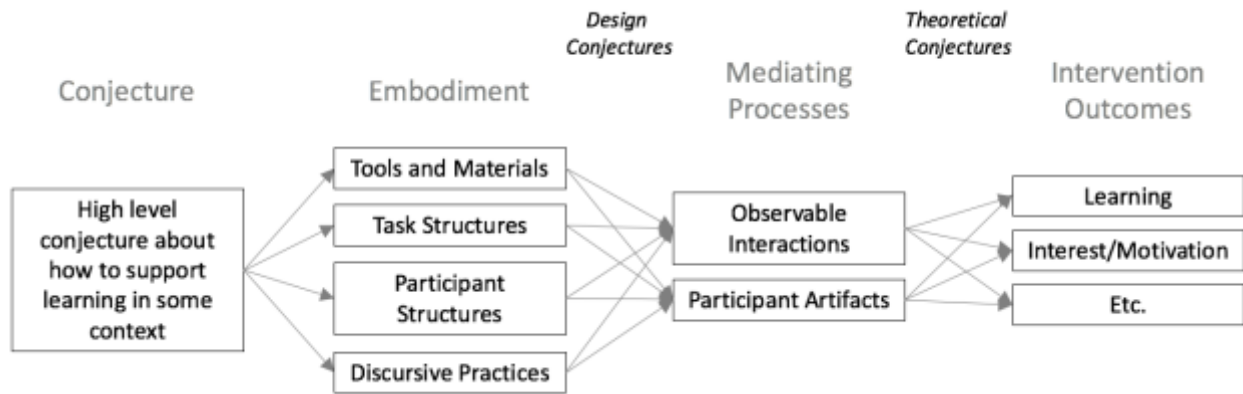 Design
Conjectures
Theoretical
Conjectures
Conjecture
Embodiment
Mediating
Processes
Intervention
Outcomes
High level
conjecture about
how to support
learning in some
context
Tools and Materials
Task Structures
Participant
Structures
Discursive Practices
Observable
Interactions
Participant Artifacts
Learning
Interest/Motivation
Etc.